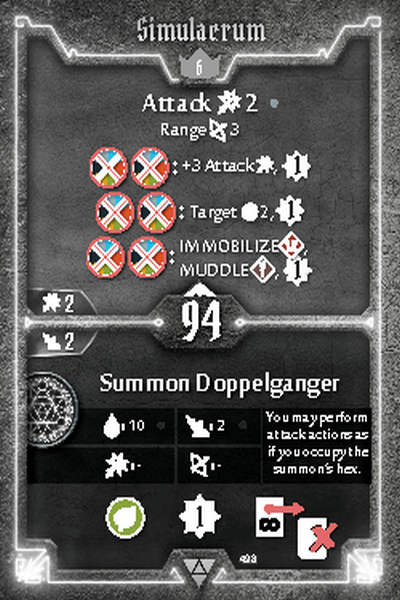 Simulacrum
6
Attack 2
Range 3
: +3 Attack , 1
: Target 2, 1
: IMMOBILIZE ,
MUDDLE , 1
2
94
2
Summon Doppelganger
10 2
- -
You may perform
attack actions as
if you occupy the
summon's hex.
1